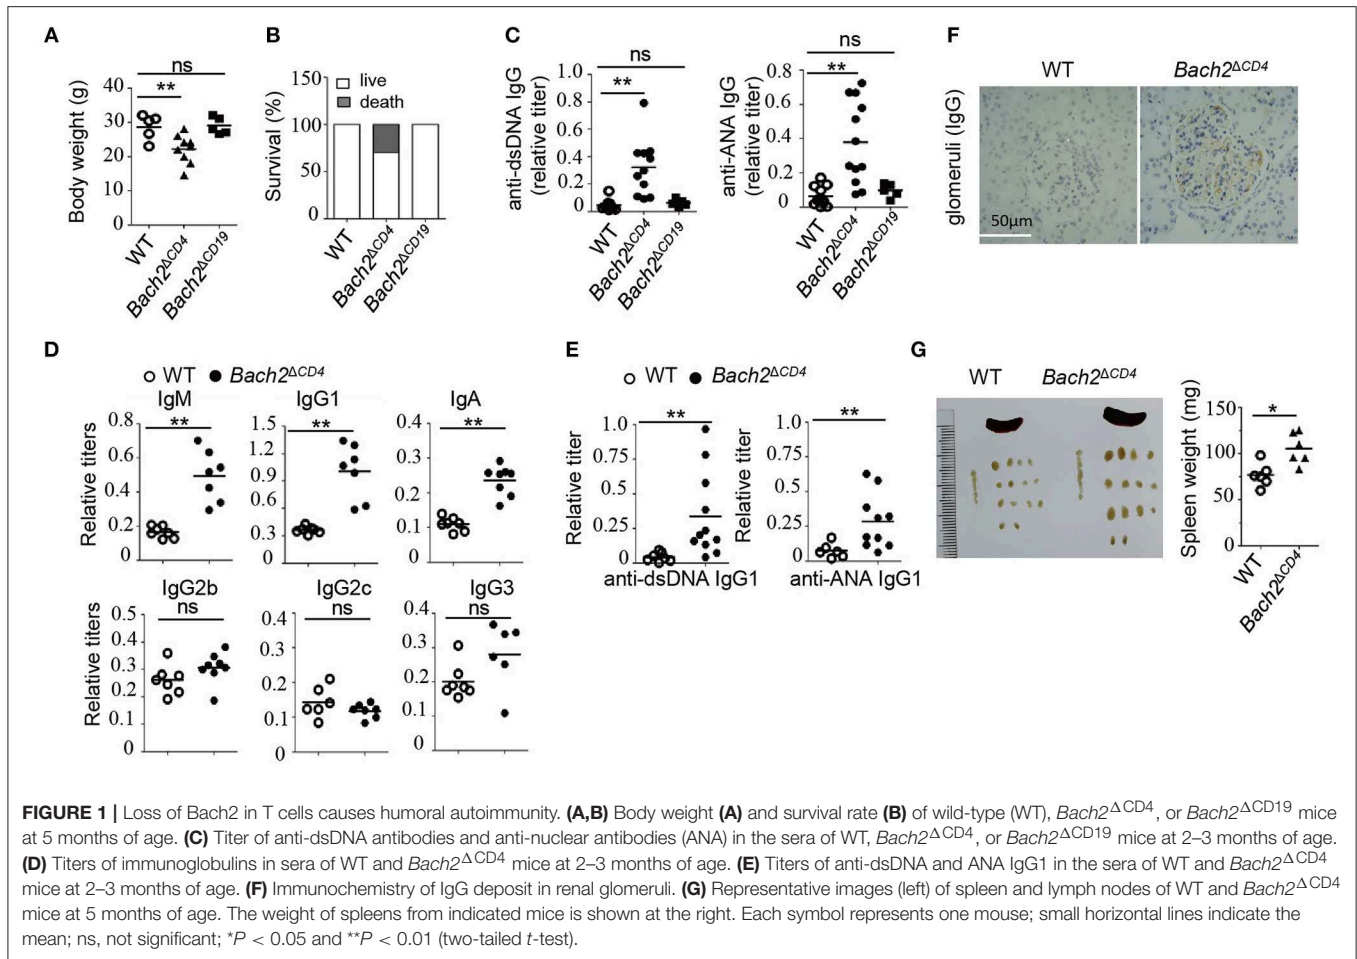 A
Body weight (g)
40
30
20
10
0
ns
**
WT
Bach2ΔCD4
Bach2ΔCD19
B
Survival (%)
150
100
50
0
live
death
WT
Bach2ΔCD4
Bach2ΔCD19
C
anti-dsDNA IgG
(relative titer)
1.0
0.8
0.6
0.4
0.2
0
ns
**
WT
Bach2ΔCD4
Bach2ΔCD19
anti-ANA IgG
(relative titer)
0.8
0.6
0.4
0.2
0
ns
**
WT
Bach2ΔCD4
Bach2ΔCD19
F
WT
Bach2ΔCD4
glomeruli (IgG)
50μm
D
WT
Bach2ΔCD4
IgM
Relative titers
0.8
0.6
0.4
0.2
0
**
IgG1
1.5
1.2
0.9
0.6
0.3
0
**
IgA
0.4
0.3
0.2
0.1
0
**
IgG2b
Relative titers
0.5
0.4
0.3
0.2
0.1
0
ns
IgG2c
0.4
0.3
0.2
0.1
0
ns
IgG3
0.4
0.3
0.2
0.1
0
ns
E
WT
Bach2ΔCD4
Relative titer
1.0
0.75
0.5
0.25
0
**
anti-dsDNA IgG1
Relative titer
1.0
0.75
0.5
0.25
0
**
anti-ANA IgG1
G
WT
Bach2ΔCD4
Spleen weight (mg)
150
100
50
0
*
WT
Bach2ΔCD4
FIGURE 1 | Loss of Bach2 in T cells causes humoral autoimmunity. (A,B) Body weight (A) and survival rate (B) of wild-type (WT), Bach2ΔCD4, or Bach2ΔCD19 mice
at 5 months of age. (C) Titer of anti-dsDNA antibodies and anti-nuclear antibodies (ANA) in the sera of WT, Bach2ΔCD4, or Bach2ΔCD19 mice at 2–3 months of age.
(D) Titers of immunoglobulins in sera of WT and Bach2ΔCD4 mice at 2–3 months of age. (E) Titers of anti-dsDNA and ANA IgG1 in the sera of WT and Bach2ΔCD4
mice at 2–3 months of age. (F) Immunochemistry of IgG deposit in renal glomeruli. (G) Representative images (left) of spleen and lymph nodes of WT and Bach2ΔCD4
mice at 5 months of age. The weight of spleens from indicated mice is shown at the right. Each symbol represents one mouse; small horizontal lines indicate the
mean; ns, not significant; *P < 0.05 and **P < 0.01 (two-tailed t-test).